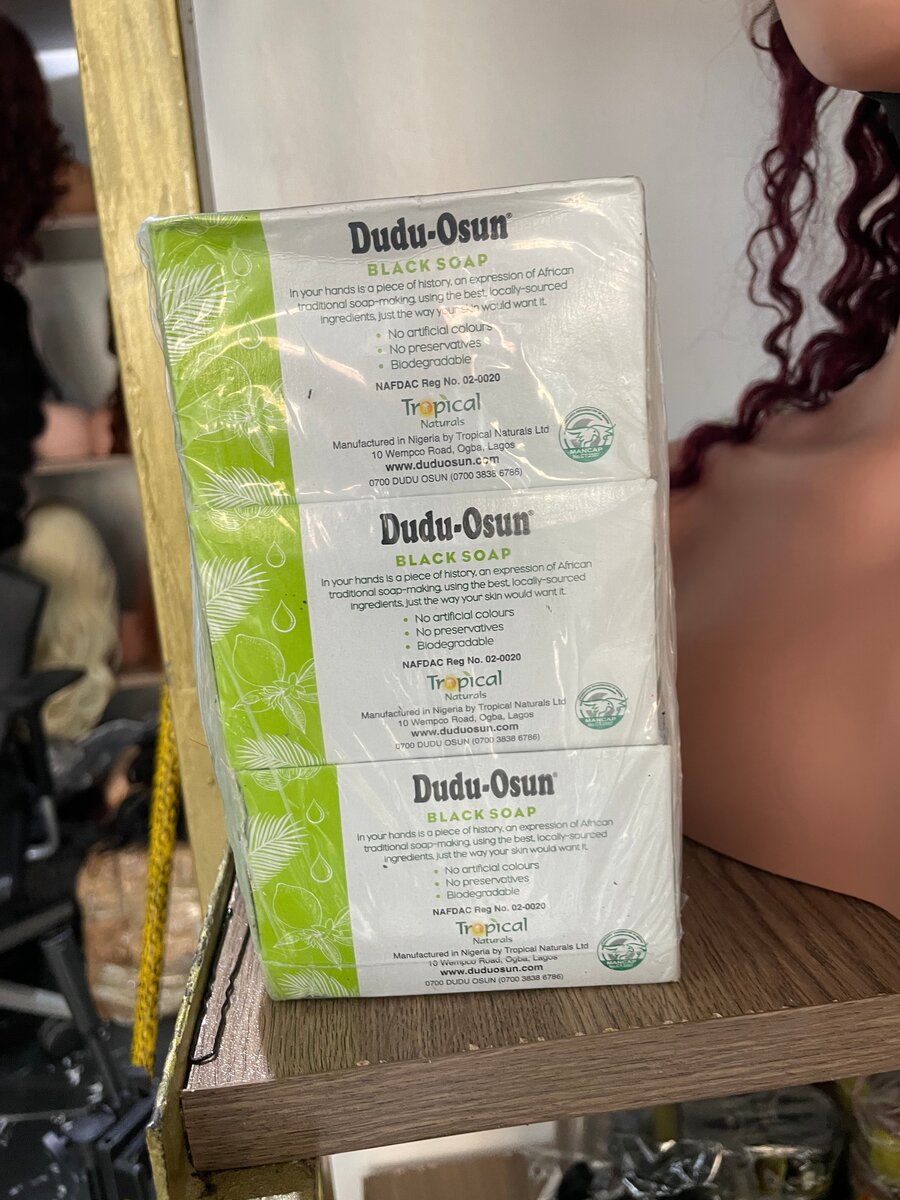 Dudu-Osun®
BLACK SOAP
In your hands is a piece of history, an expression of African
traditional soap-making, using the best, locally-sourced
ingredients, just the way your skin would want it.
• No artificial colours
• No preservatives
• Biodegradable
NAFDAC Reg No. 02-0020
Tropical
Naturals
Manufactured in Nigeria by Tropical Naturals Ltd
10 Wempco Road, Ogba, Lagos
www.duduosun.com
0700 DUDU OSUN (0700 3838 6786)
MANCAP
Dudu-Osun®
BLACK SOAP
In your hands is a piece of history, an expression of African
traditional soap-making, using the best, locally-sourced
ingredients, just the way your skin would want it.
• No artificial colours
• No preservatives
• Biodegradable
NAFDAC Reg No. 02-0020
Tropical
Naturals
Manufactured in Nigeria by Tropical Naturals Ltd
10 Wempco Road, Ogba, Lagos
www.duduosun.com
0700 DUDU OSUN (0700 3838 6786)
MANCAP
Dudu-Osun®
BLACK SOAP
In your hands is a piece of history, an expression of African
traditional soap-making, using the best, locally-sourced
ingredients, just the way your skin would want it.
• No artificial colours
• No preservatives
• Biodegradable
NAFDAC Reg No. 02-0020
Tropical
Naturals
Manufactured in Nigeria by Tropical Naturals Ltd
10 Wempco Road, Ogba, Lagos
www.duduosun.com
0700 DUDU OSUN (0700 3838 6786)
MANCAP